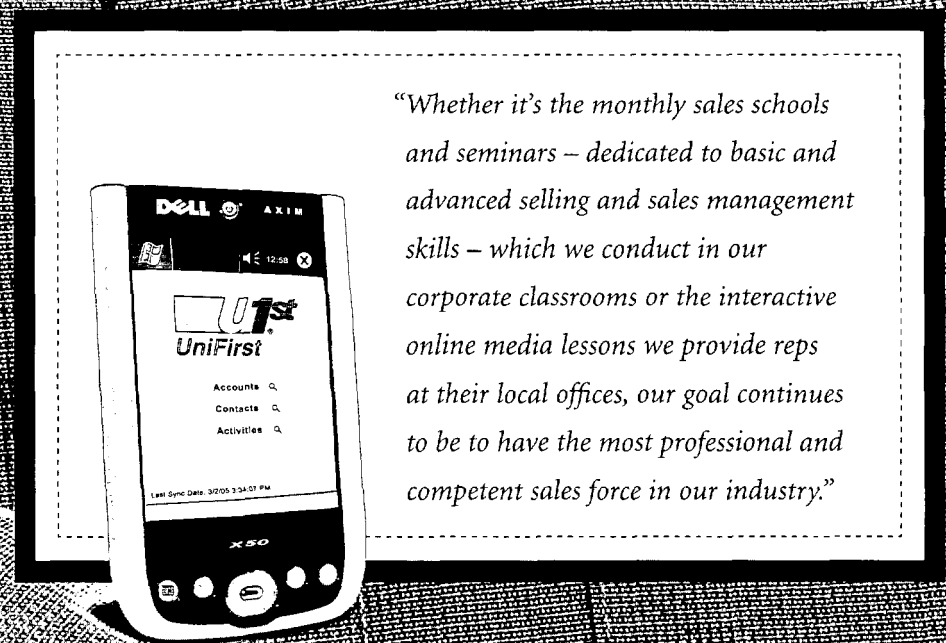 “Whether it’s the monthly sales schools
and seminars – dedicated to basic and
advanced selling and sales management
skills – which we conduct in our
corporate classrooms or the interactive
online media lessons we provide reps
at their local offices, our goal continues
to be to have the most professional and
competent sales force in our industry.”
DELL AXIM
12:58
U1st
UniFirst
Accounts
Contacts
Activities
Last Sync Date: 3/2/05 3:34:07 PM
X50